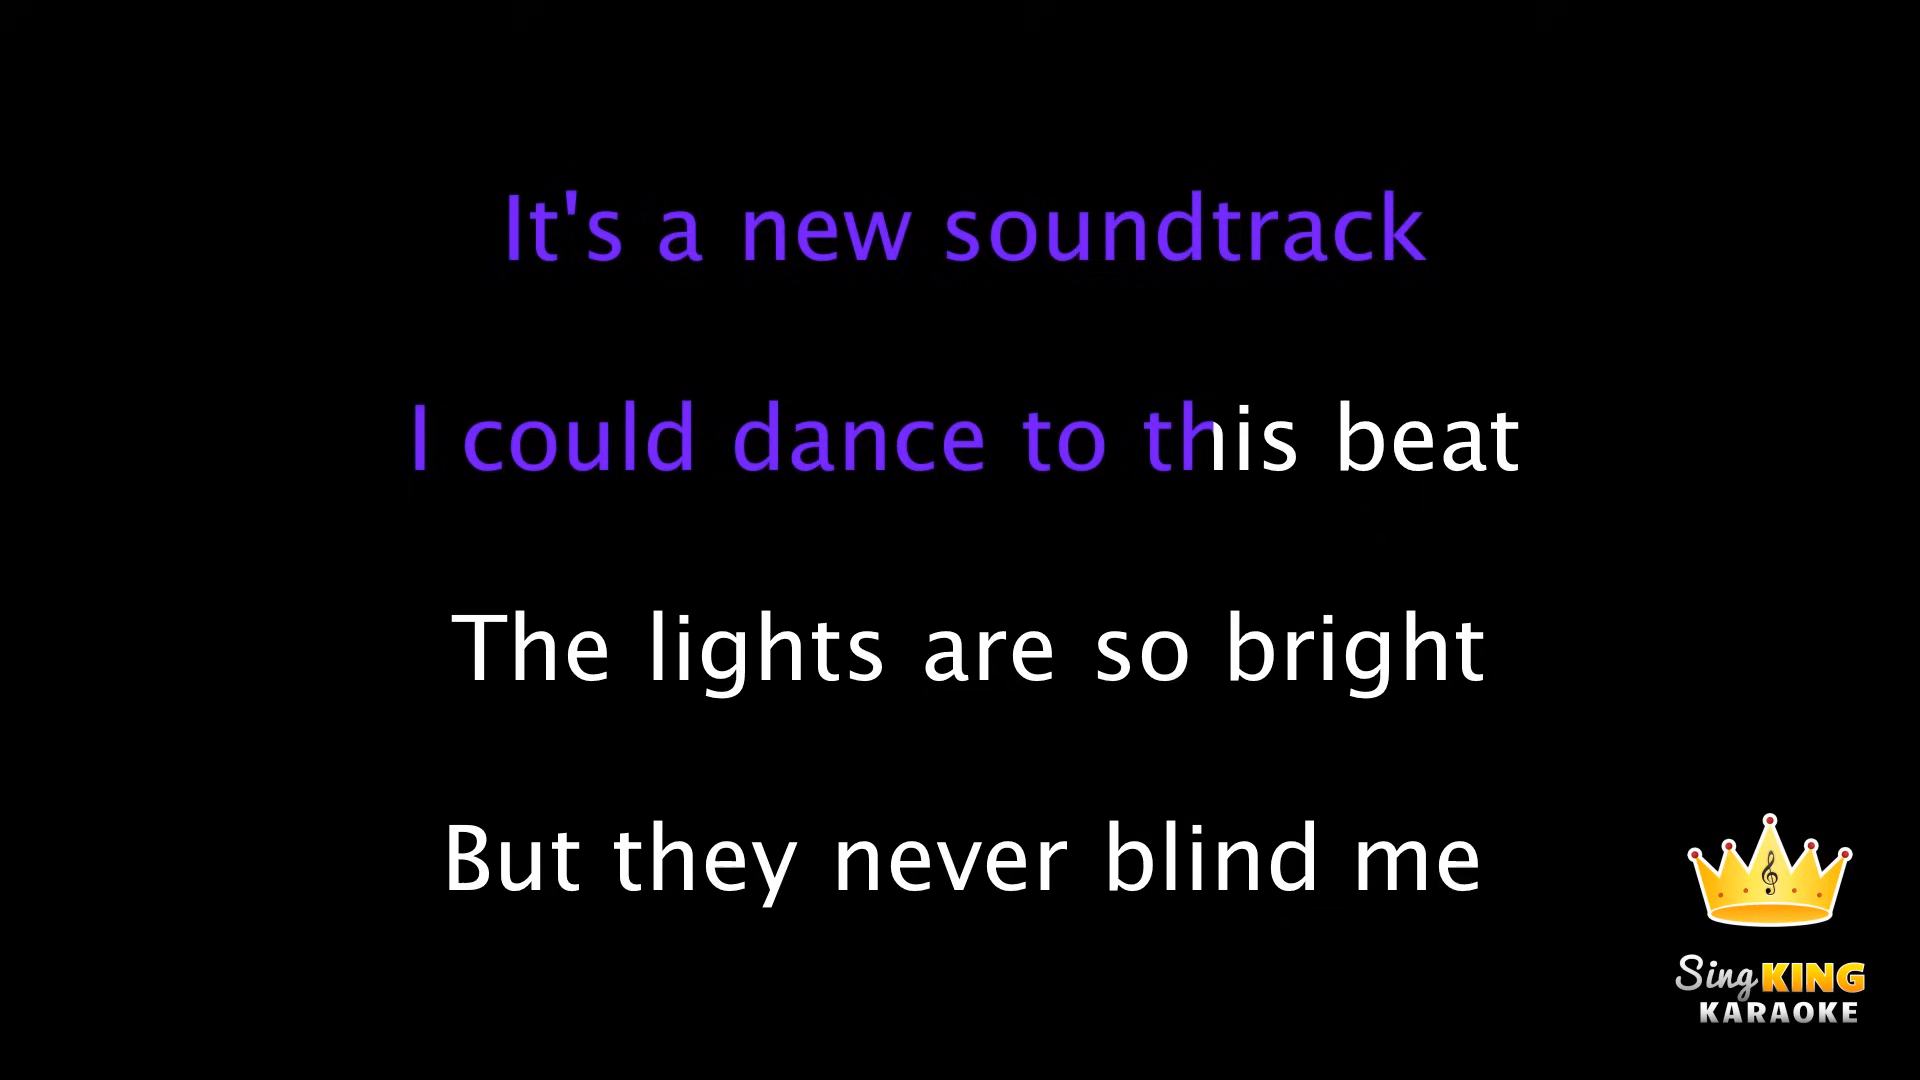 It's a new soundtrack
I could dance to this beat
The lights are so bright
But they never blind me
Sing KING
KARAOKE